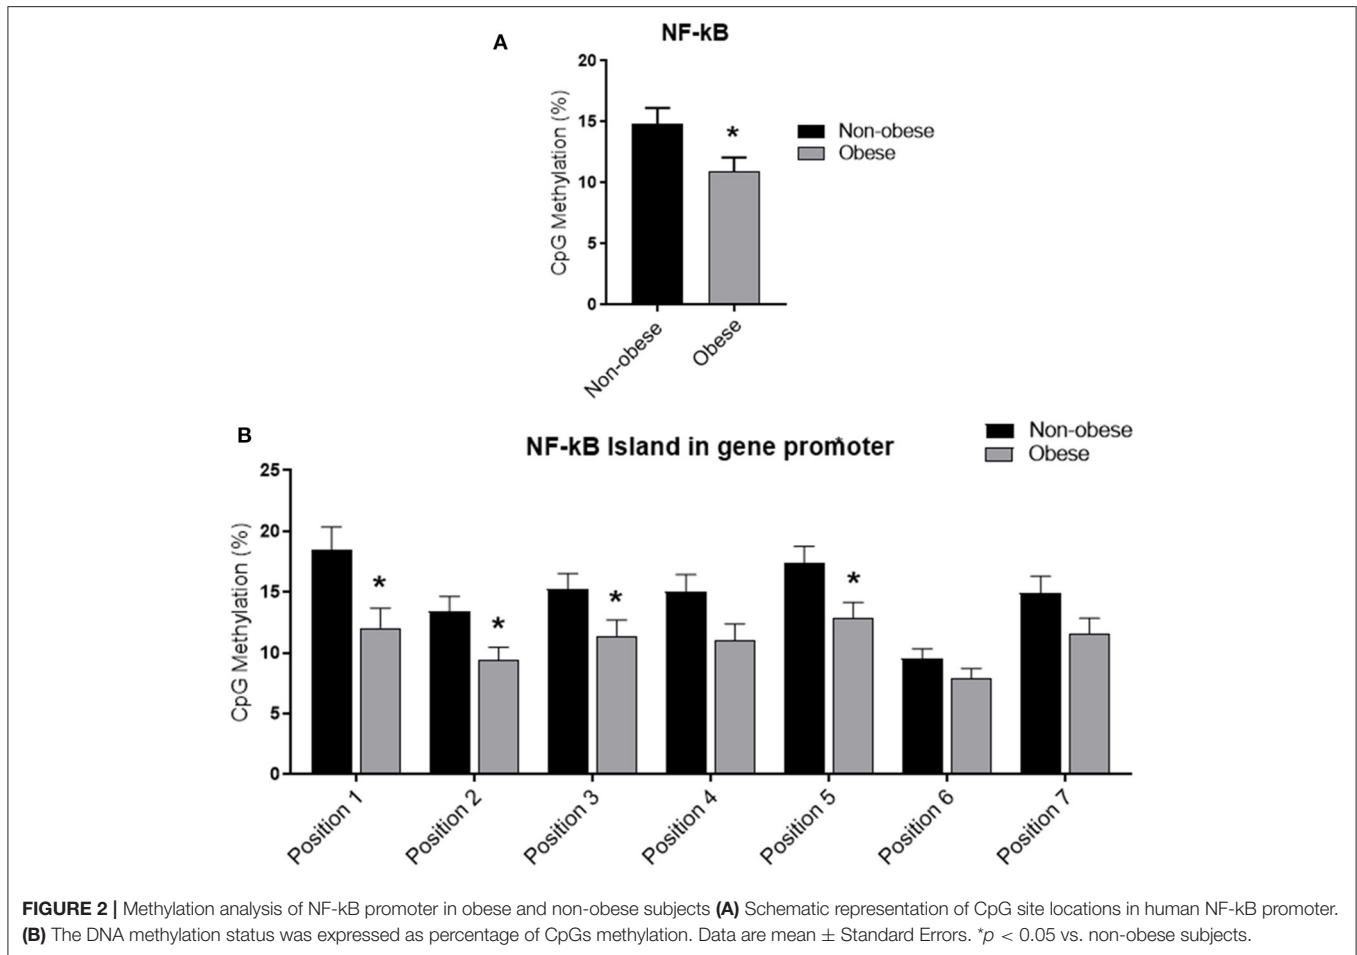 A
NF-kB
20
15
10
5
0
CpG Methylation (%)
*
Non-obese
Obese
Non-obese
Obese
B
NF-kB Island in gene promoter
*
Non-obese
Obese
25
20
15
10
5
0
CpG Methylation (%)
*
*
*
*
Position 1
Position 2
Position 3
Position 4
Position 5
Position 6
Position 7
FIGURE 2 | Methylation analysis of NF-kB promoter in obese and non-obese subjects (A) Schematic representation of CpG site locations in human NF-kB promoter.
(B) The DNA methylation status was expressed as percentage of CpGs methylation. Data are mean ± Standard Errors. *p < 0.05 vs. non-obese subjects.